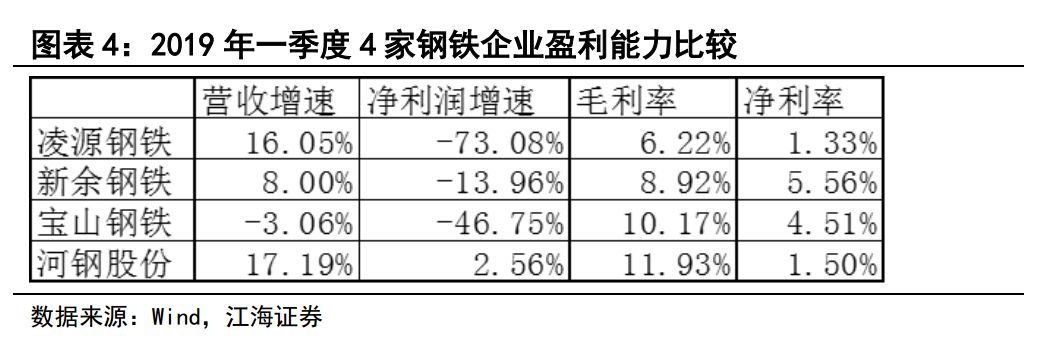 图表 4：2019 年一季度 4 家钢铁企业盈利能力比较
营收增速 净利润增速 毛利率 净利率
凌源钢铁 16.05% -73.08% 6.22% 1.33%
新余钢铁 8.00% -13.96% 8.92% 5.56%
宝山钢铁 -3.06% -46.75% 10.17% 4.51%
河钢股份 17.19% 2.56% 11.93% 1.50%
数据来源：Wind，江海证券